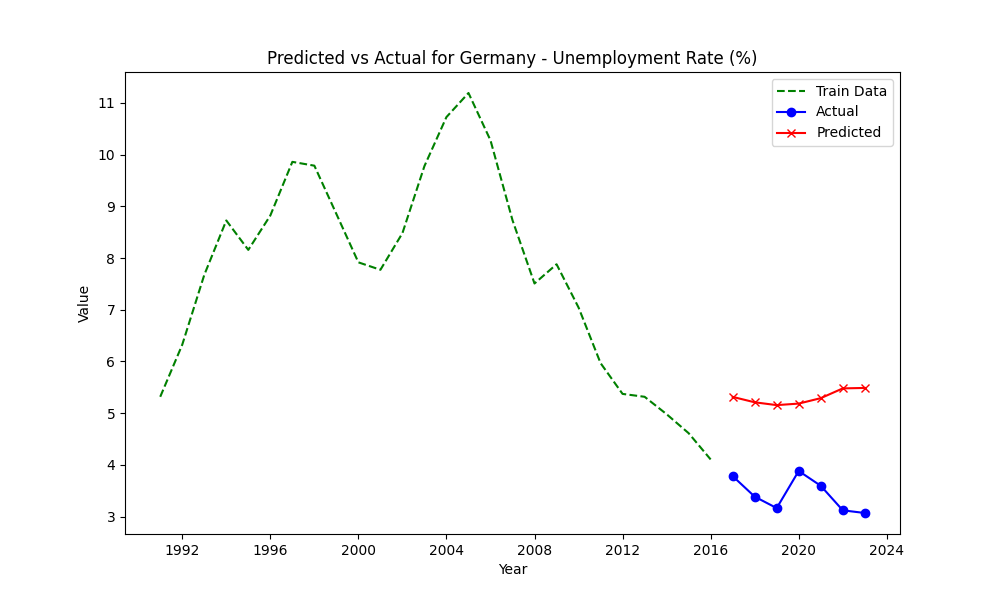 Predicted vs Actual for Germany - Unemployment Rate (%)
Train Data
Actual
Predicted
Value
11
10
9
8
7
6
5
4
3
1992 1996 2000 2004 2008 2012 2016 2020 2024
Year